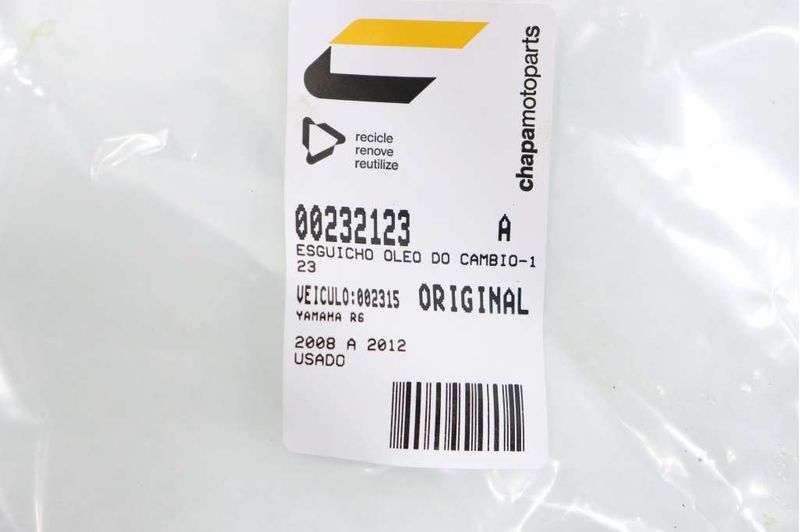 chapamotoparts
recicle
renove
reutilize
00232123 A
ESGUICHO OLEO DO CAMBIO-1
23
VEICULO:002315 ORIGINAL
YAMAHA R6
2008 A 2012
USADO